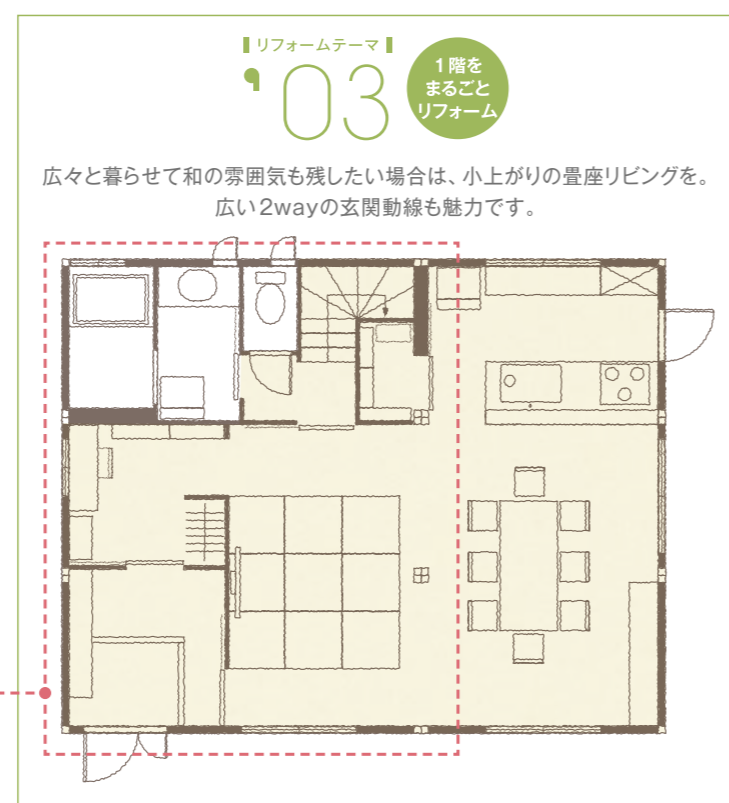 リフォームテーマ
'03
1階を
まるごと
リフォーム
広々と暮らせて和の雰囲気も残したい場合は、小上がりの畳座リビングを。
広い2wayの玄関動線も魅力です。